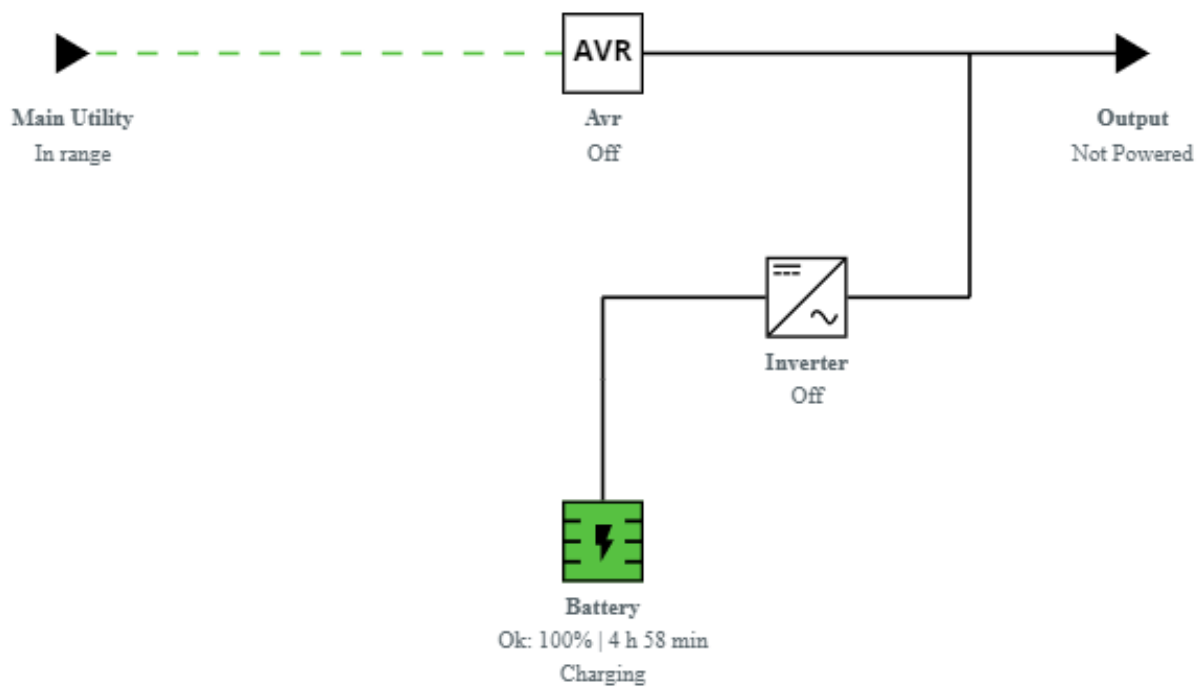 AVR
Main Utility
In range
Avr
Off
Output
Not Powered
Inverter
Off
Battery
Ok: 100% | 4 h 58 min
Charging